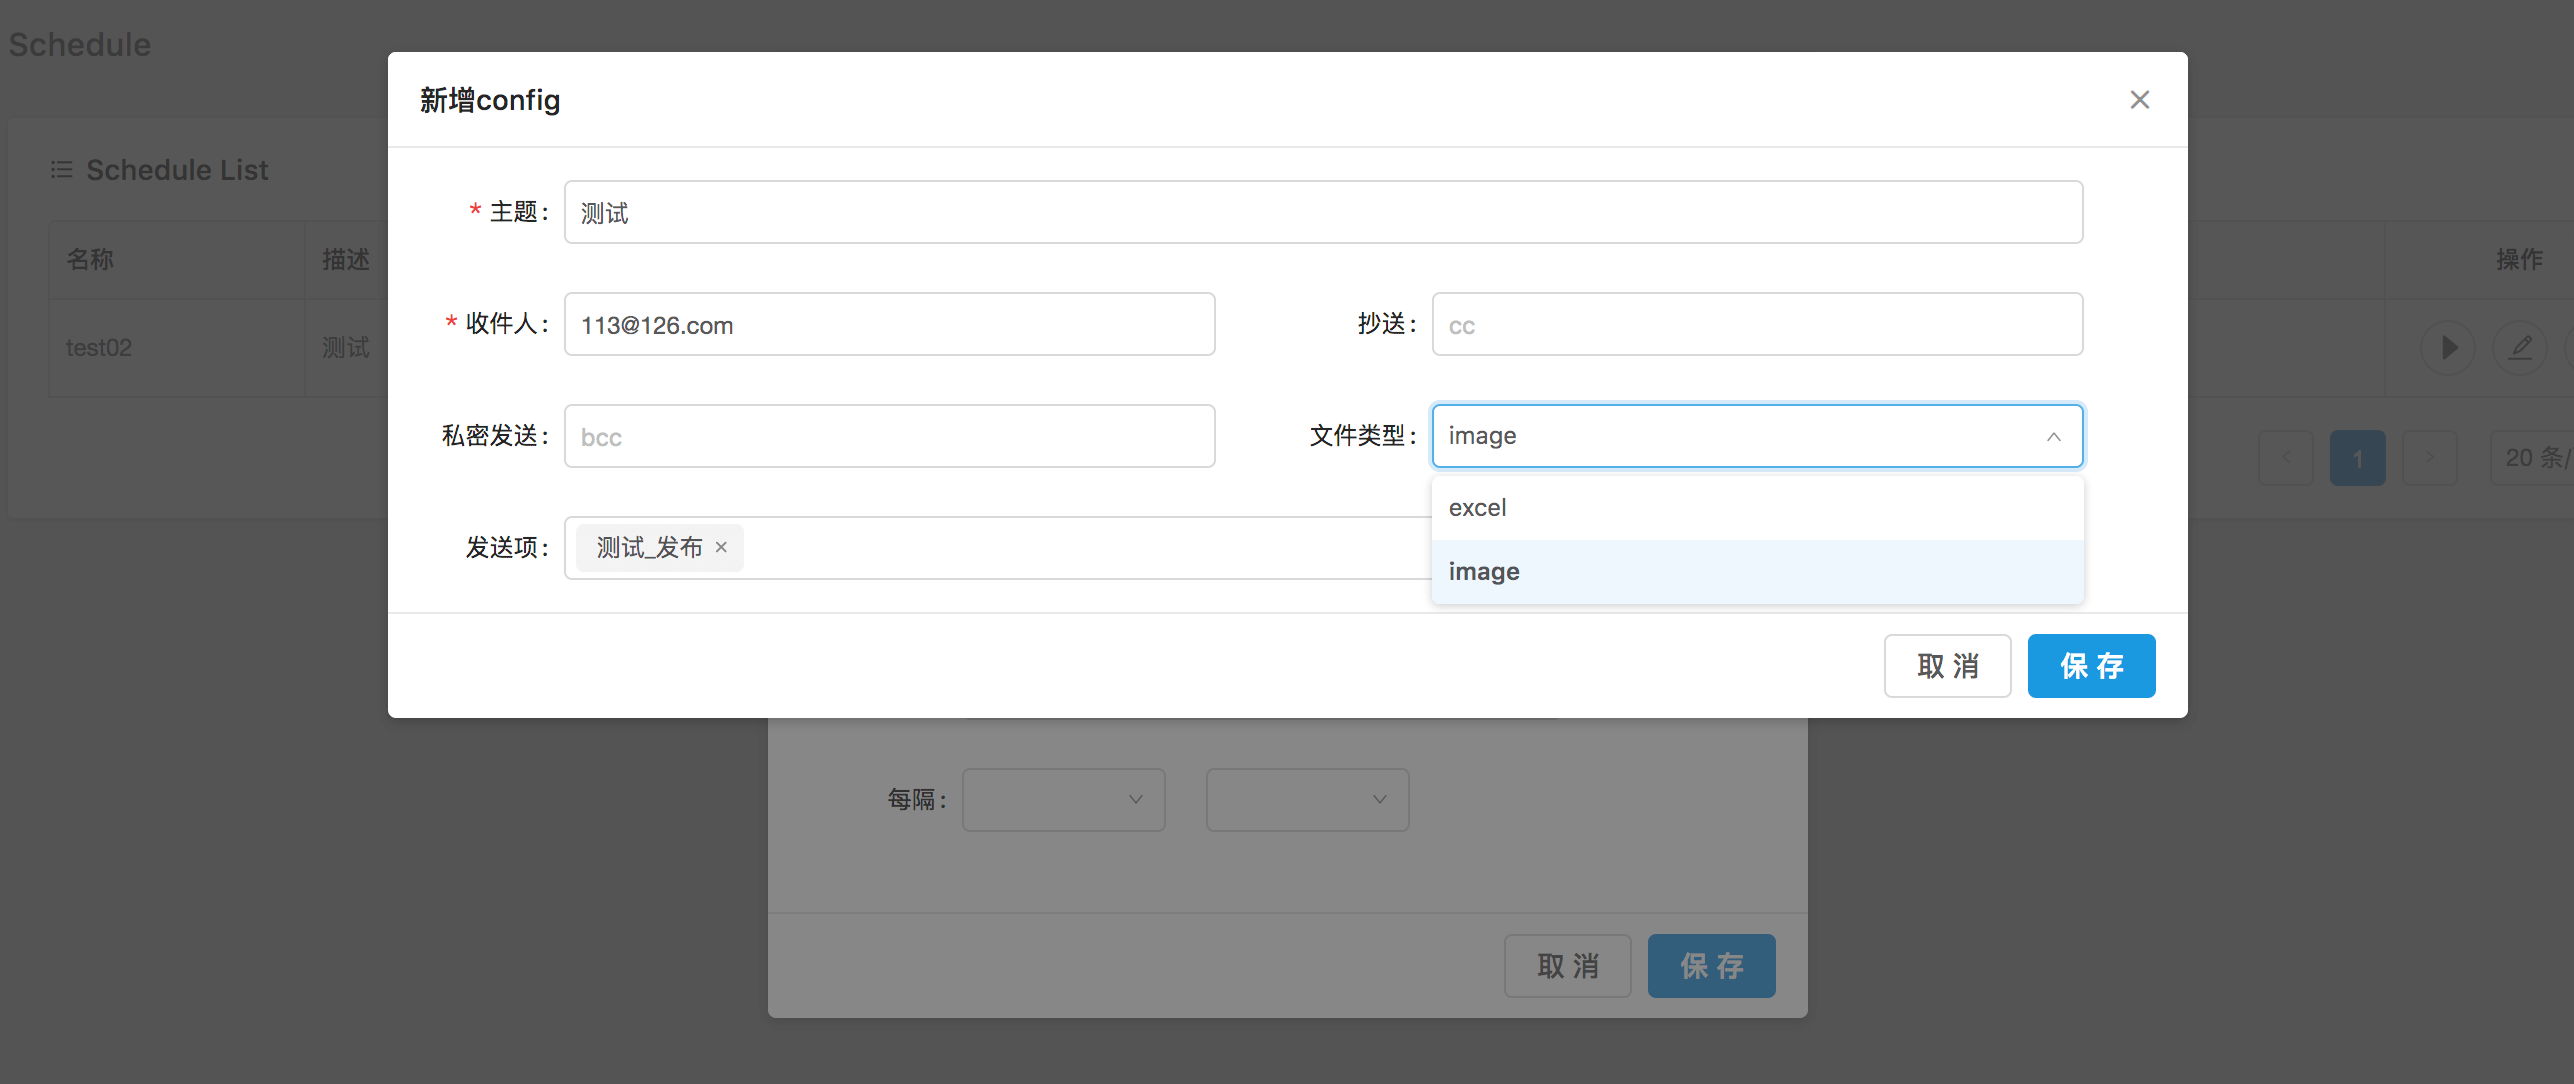 Schedule
新增config
Schedule List
* 主题: 测试
名称 描述 操作
* 收件人: 113@126.com 抄送: cc
test02 测试
私密发送: bcc 文件类型: image
1 20 条/
excel
发送项: 测试_发布
image
取 消 保 存
每隔:
取 消 保 存